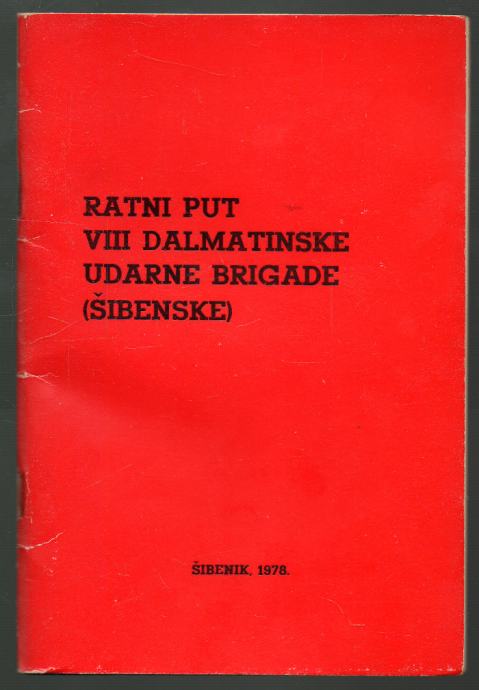 RATNI PUT
VIII DALMATINSKE
UDARNE BRIGADE
(ŠIBENSKE)
ŠIBENIK, 1978.